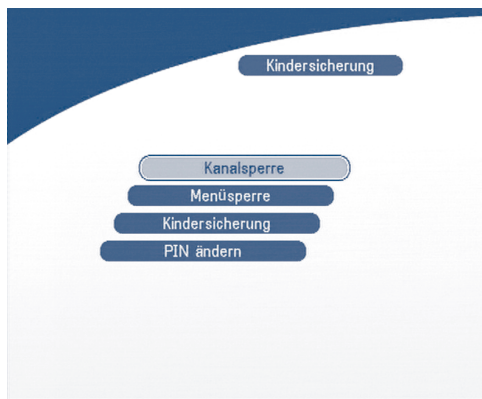 Kindersicherung
Kanalsperre
Menüsperre
Kindersicherung
PIN ändern